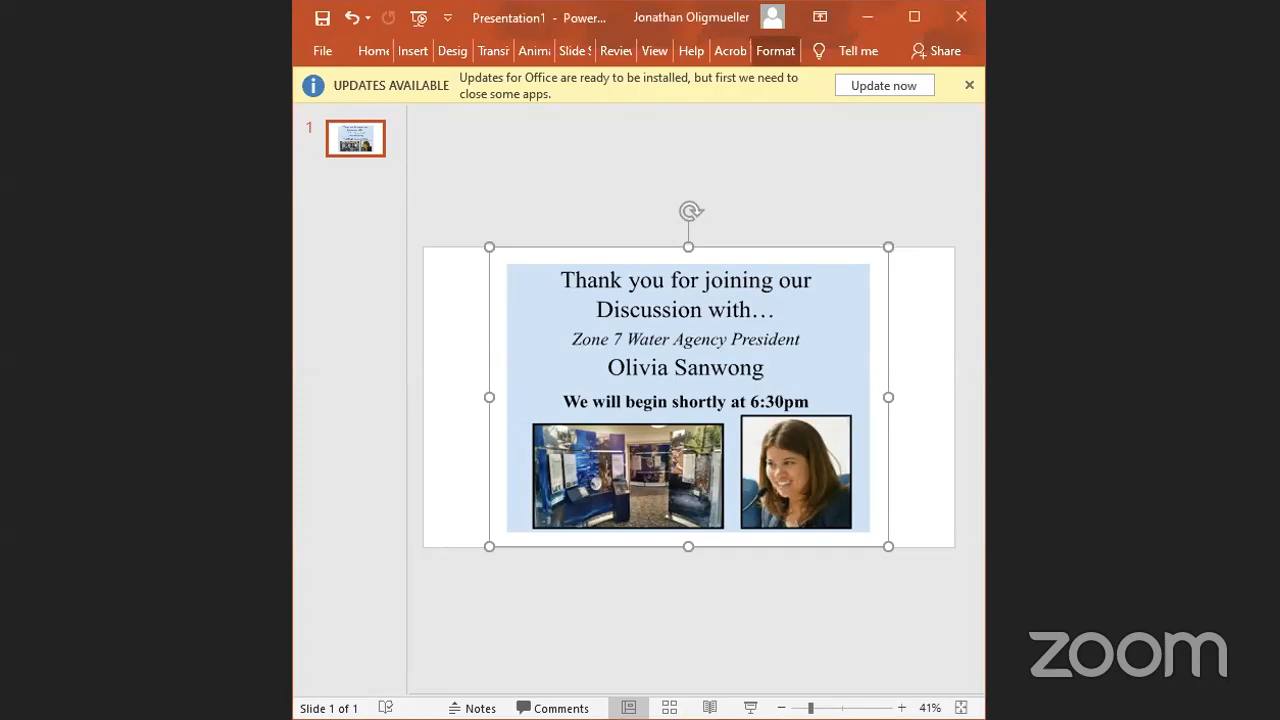 Presentation1 - Power...
Jonathan Oligmueller
File Home Insert Desig Transi Anima Slide S Review View Help Acrob Format Tell me Share
UPDATES AVAILABLE
Updates for Office are ready to be installed, but first we need to
close some apps.
Update now
1
Thank you for joining our
Discussion with…
Zone 7 Water Agency President
Olivia Sanwong
We will begin shortly at 6:30pm
zoom
Slide 1 of 1 Notes Comments 41%